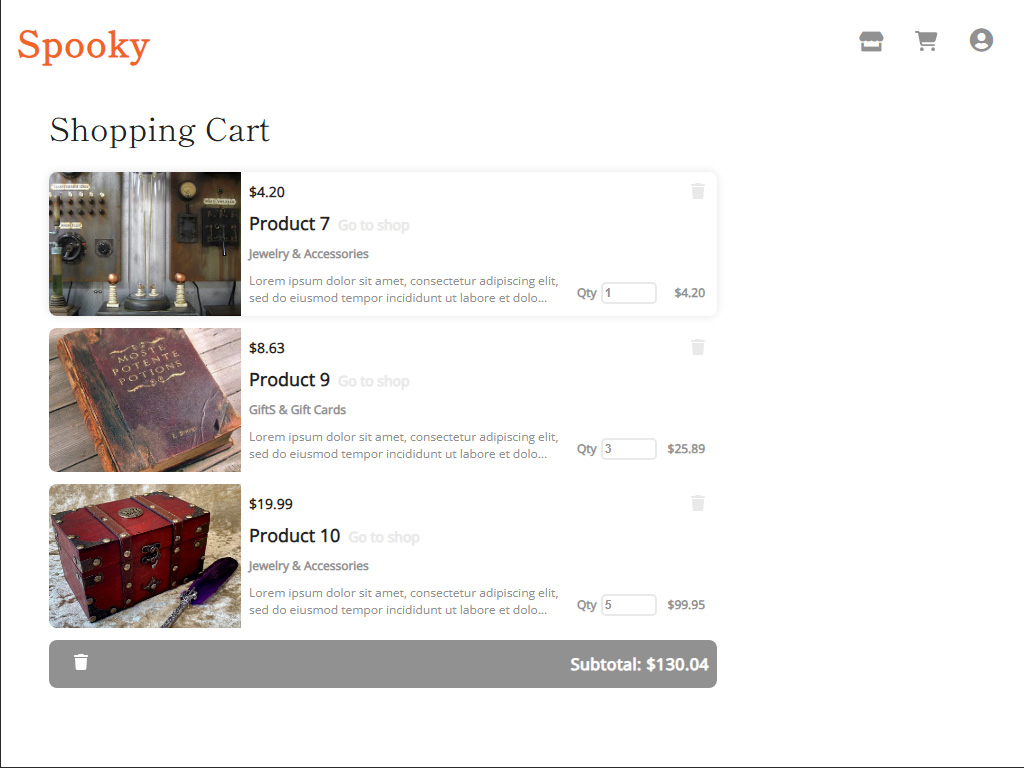 Spooky
Shopping Cart
$4.20
Product 7 Go to shop
Jewelry & Accessories
Lorem ipsum dolor sit amet, consectetur adipiscing elit,
sed do eiusmod tempor incididunt ut labore et dolo...
Qty 1 $4.20
MOSTE
POTENTE
POTIONS
$8.63
Product 9 Go to shop
GiftS & Gift Cards
Lorem ipsum dolor sit amet, consectetur adipiscing elit,
sed do eiusmod tempor incididunt ut labore et dolo...
Qty 3 $25.89
$19.99
Product 10 Go to shop
Jewelry & Accessories
Lorem ipsum dolor sit amet, consectetur adipiscing elit,
sed do eiusmod tempor incididunt ut labore et dolo...
Qty 5 $99.95
Subtotal: $130.04